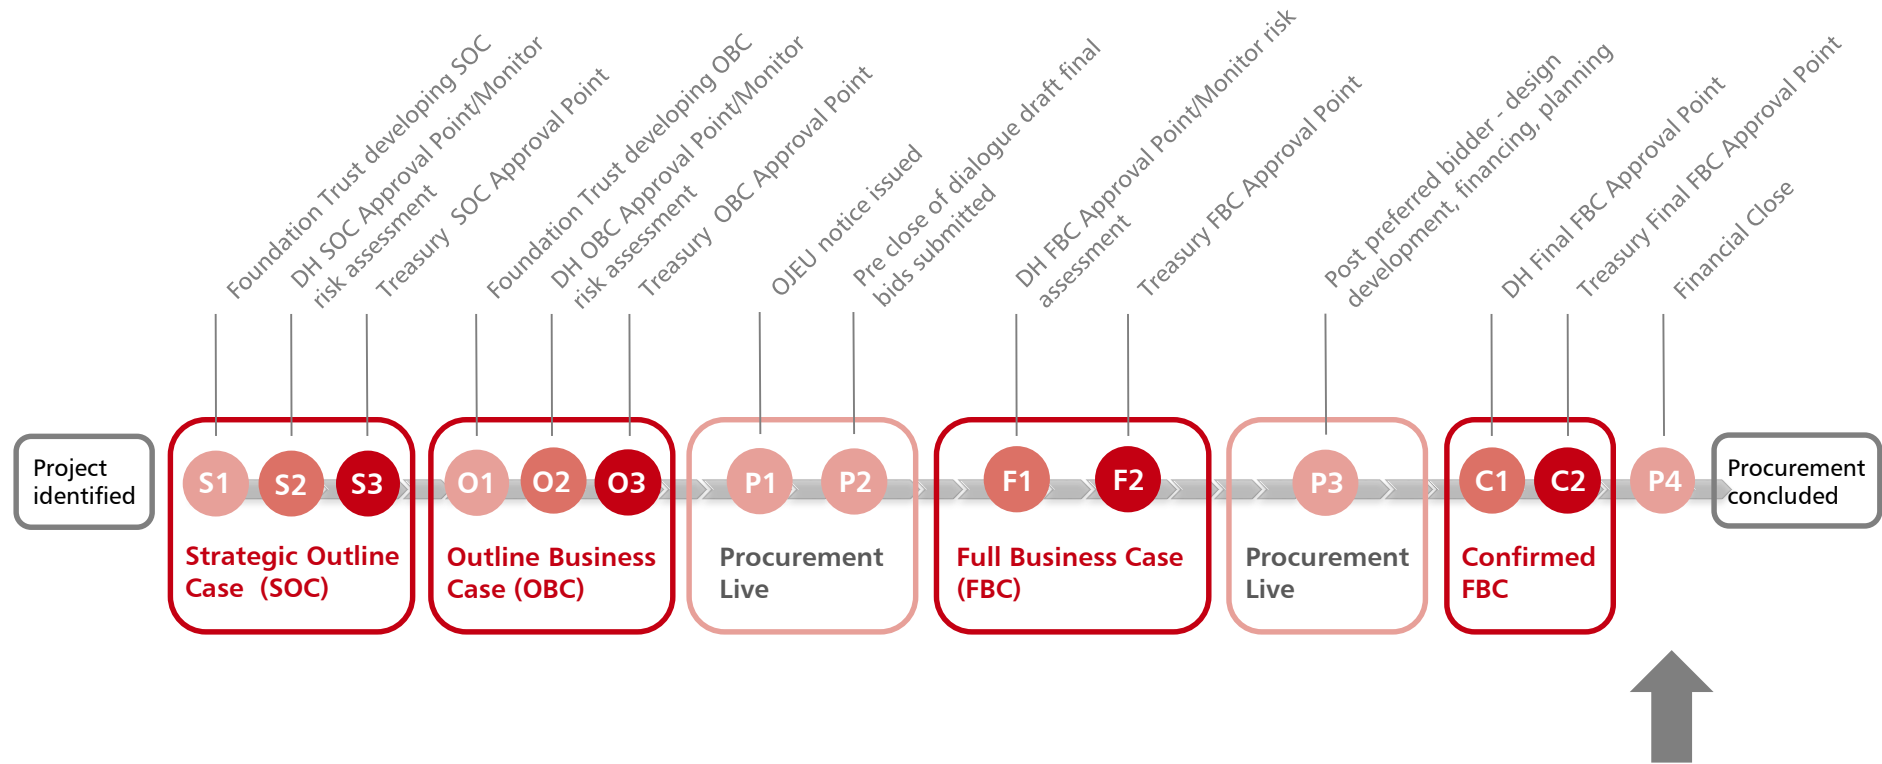 Foundation Trust developing SOC
DH SOC Approval Point/Monitor
risk assessment
Treasury SOC Approval Point
Foundation Trust developing OBC
DH OBC Approval Point/Monitor
risk assessment
Treasury OBC Approval Point
OJEU notice issued
Pre close of dialogue draft final
bids submitted
DH FBC Approval Point/Monitor risk
assessment
Treasury FBC Approval Point
Post preferred bidder - design
development, financing, planning
DH Final FBC Approval Point
Treasury Final FBC Approval Point
Financial Close
Project
identified
S1
S2
S3
Strategic Outline
Case (SOC)
O1
O2
O3
Outline Business
Case (OBC)
P1
P2
Procurement
Live
F1
F2
Full Business Case
(FBC)
P3
Procurement
Live
C1
C2
Confirmed
FBC
P4
Procurement
concluded